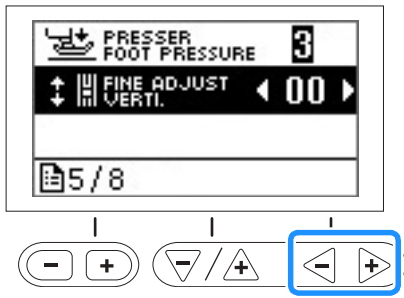 PRESSER
FOOT PRESSURE 3
FINE ADJUST
VERTI. 00
5/8
- + - / + - +